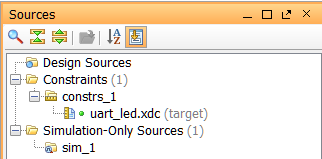 Sources
Design Sources
Constraints (1)
constrs_1
uart_led.xdc (target)
Simulation-Only Sources (1)
sim_1